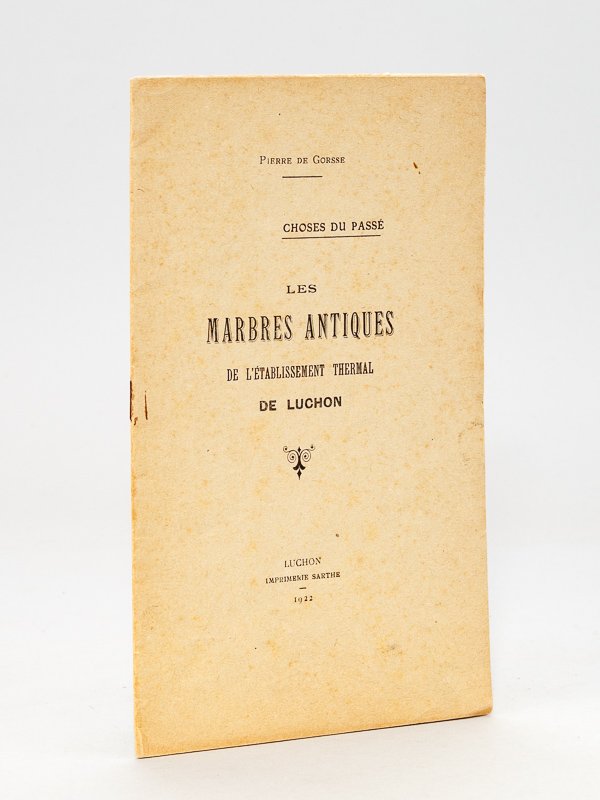 PIERRE DE GORSSE
CHOSES DU PASSÉ
LES
MARBRES ANTIQUES
DE L'ÉTABLISSEMENT THERMAL
DE LUCHON
LUCHON
IMPRIMERIE SARTHE
1922